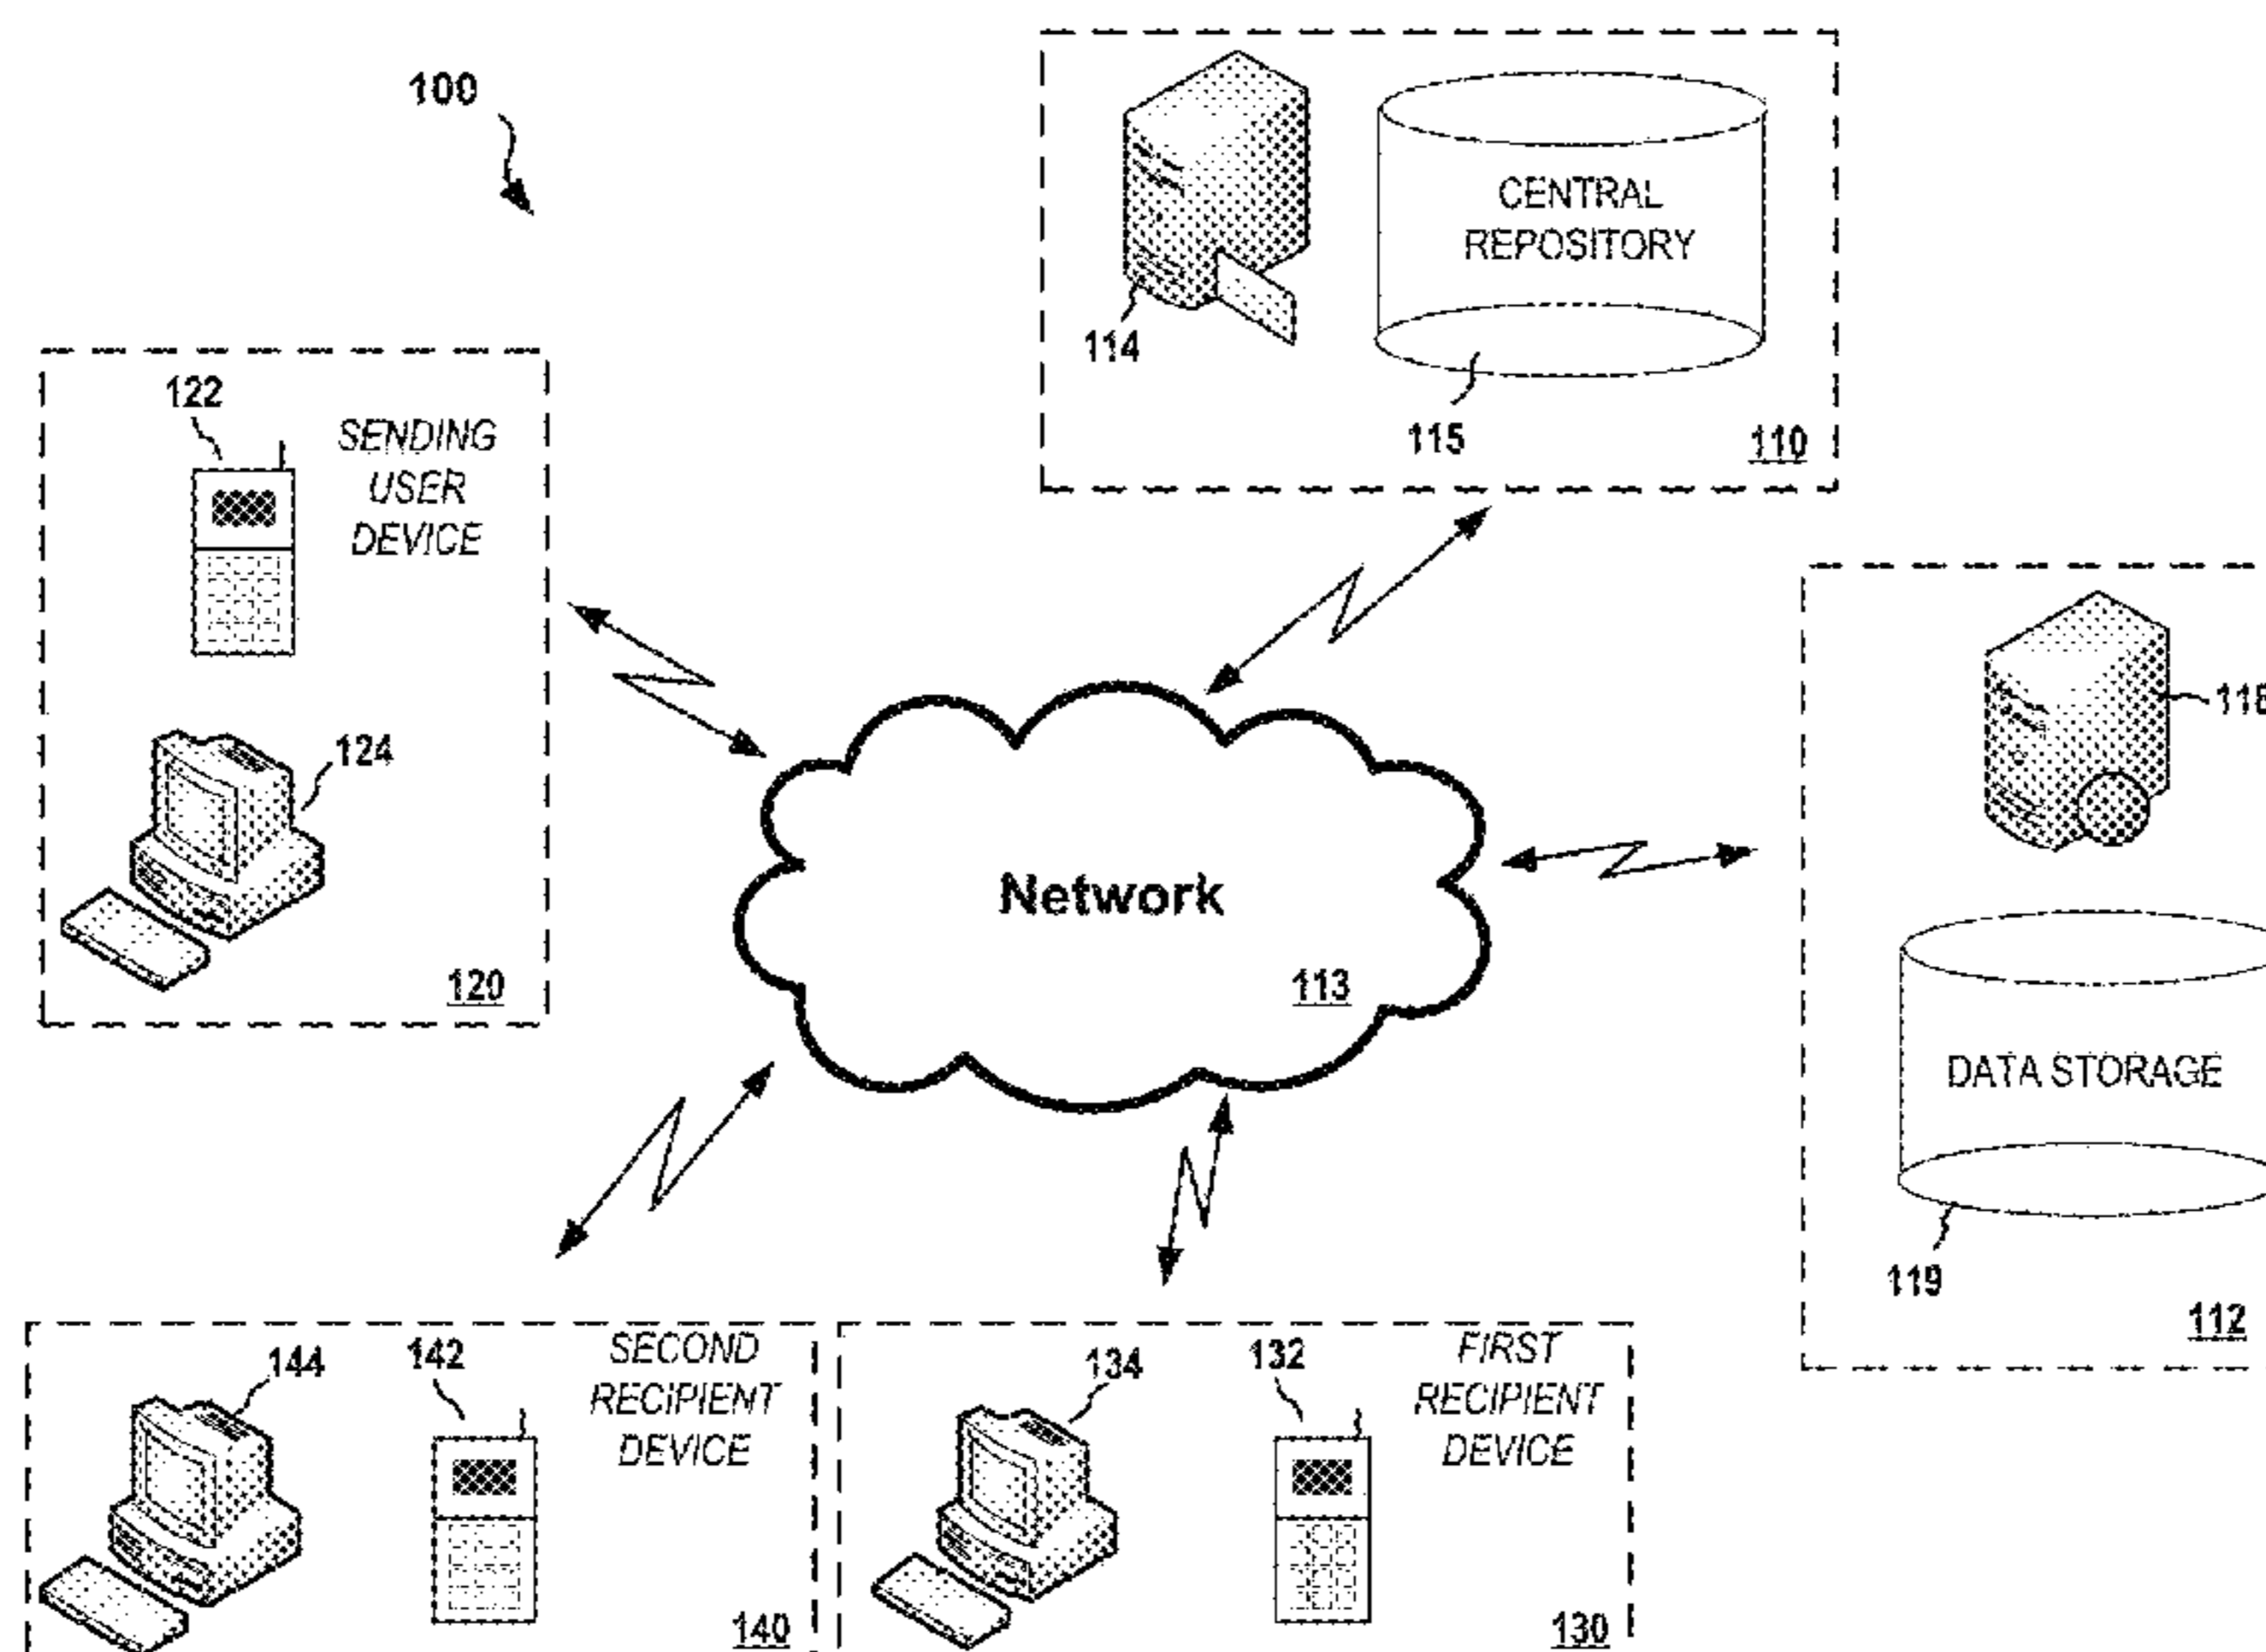 100
CENTRAL
REPOSITORY
114
115
110
122
SENDING
USER
DEVICE
124
120
118
Network
113
DATA STORAGE
119
112
144
142
SECOND
RECIPIENT
DEVICE
140
134
132
FIRST
RECIPIENT
DEVICE
130